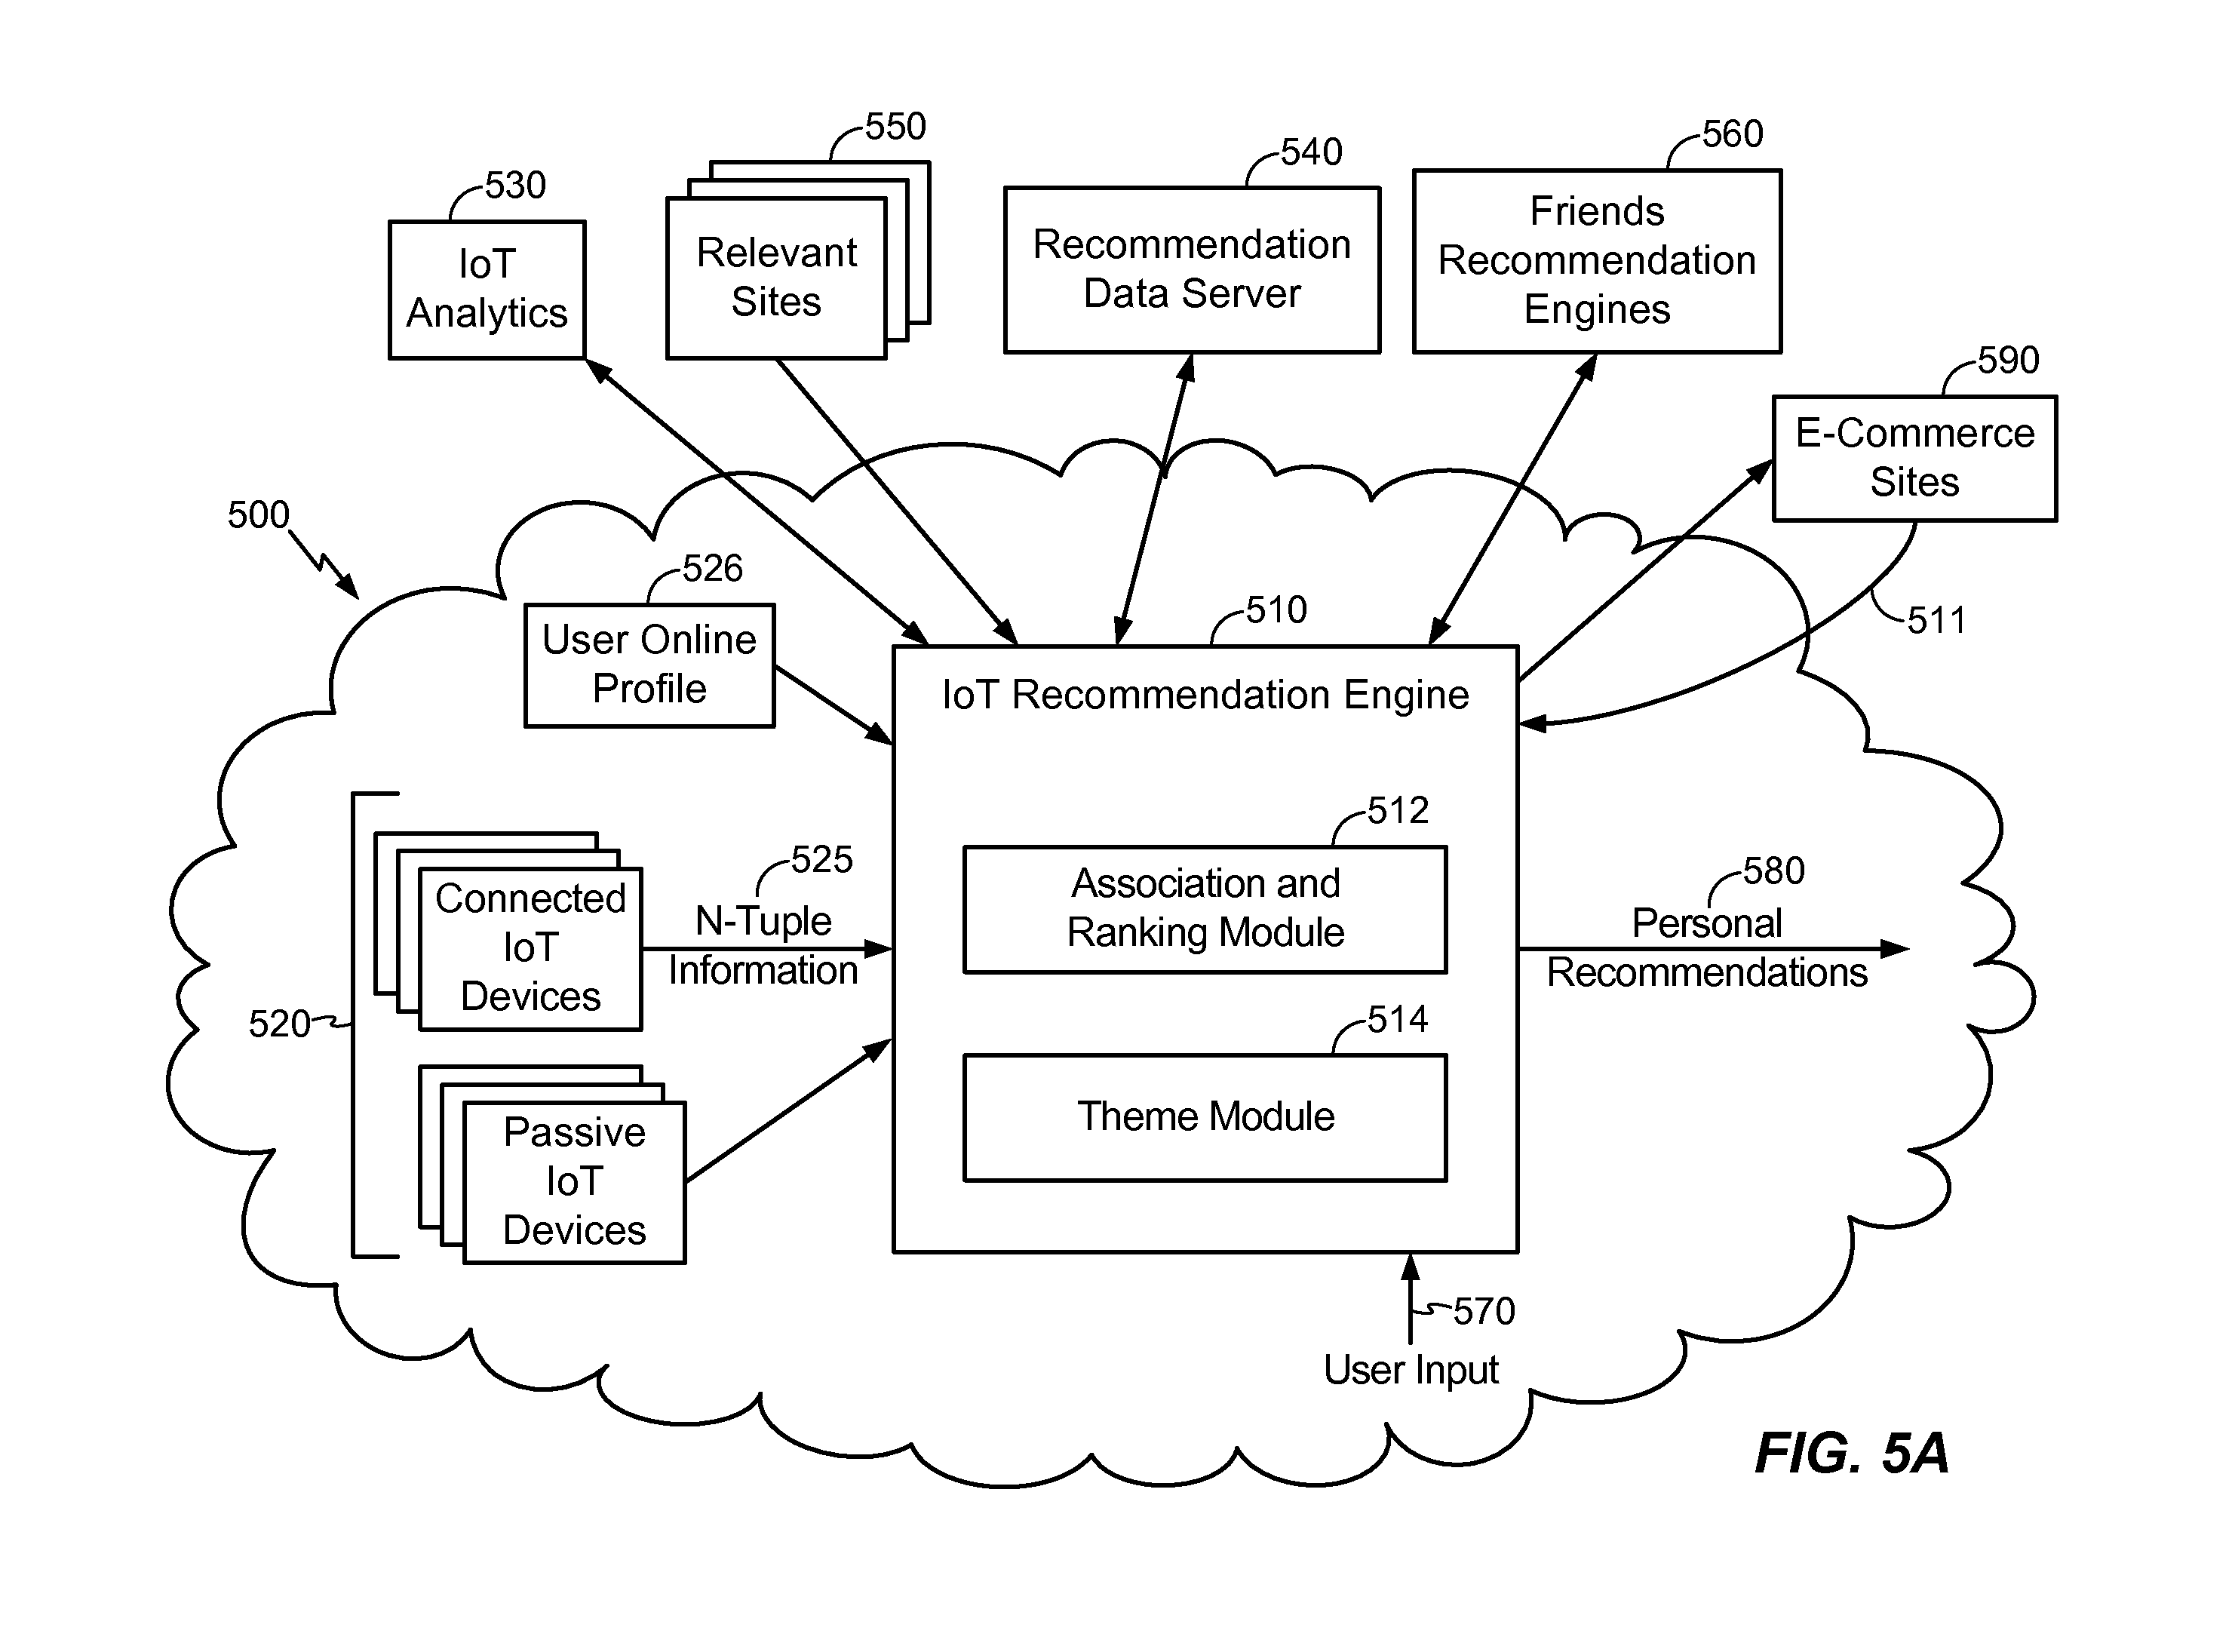 550
540
560
530
Relevant
Sites
Recommendation
Data Server
Friends
Recommendation
Engines
IoT
Analytics
590
E-Commerce
Sites
500
526
User Online
Profile
510
511
IoT Recommendation Engine
512
Association and
Ranking Module
525
N-Tuple
Information
580
Personal
Recommendations
Connected
IoT
Devices
520
514
Theme Module
Passive
IoT
Devices
570
User Input
FIG. 5A